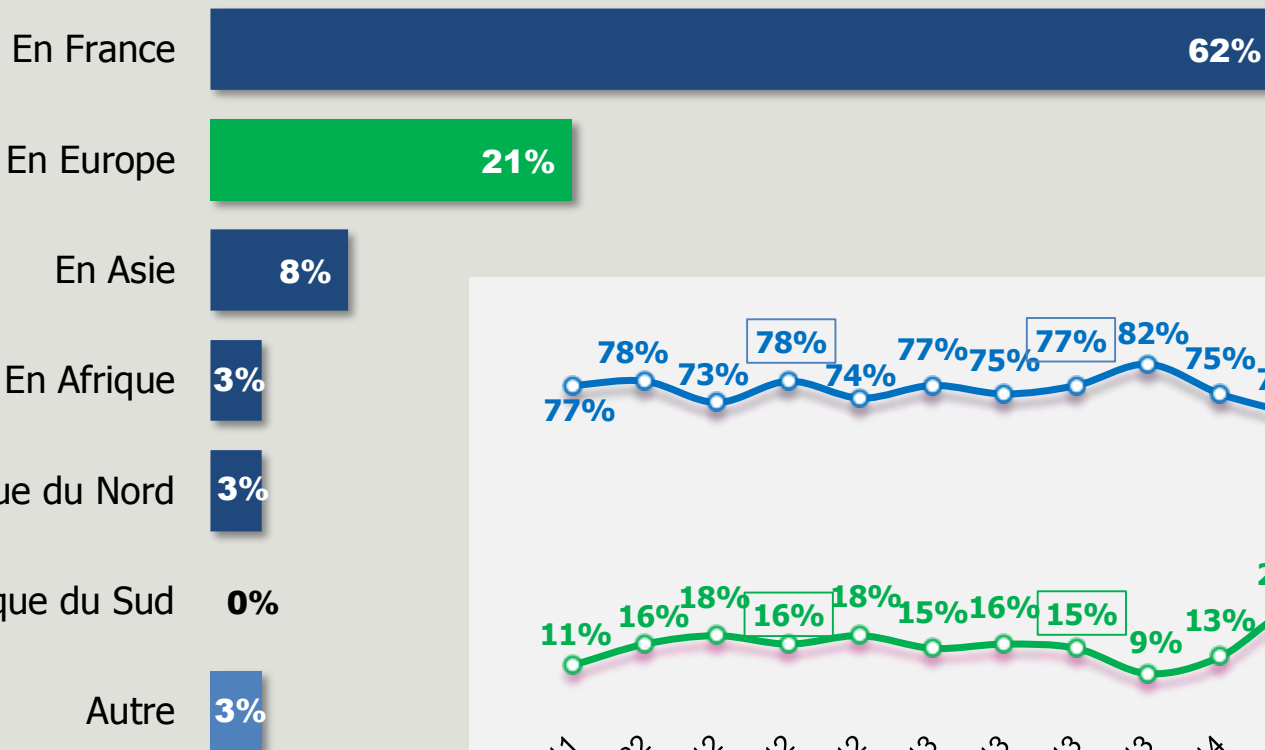 En France 62%
En Europe 21%
En Asie 8%
En Afrique 3%
du Nord 3%
du Sud 0%
Autre 3%
77% 78% 73% 78% 74% 77% 75% 77% 82% 75%
11% 16% 18% 16% 18% 15% 16% 15% 9% 13%